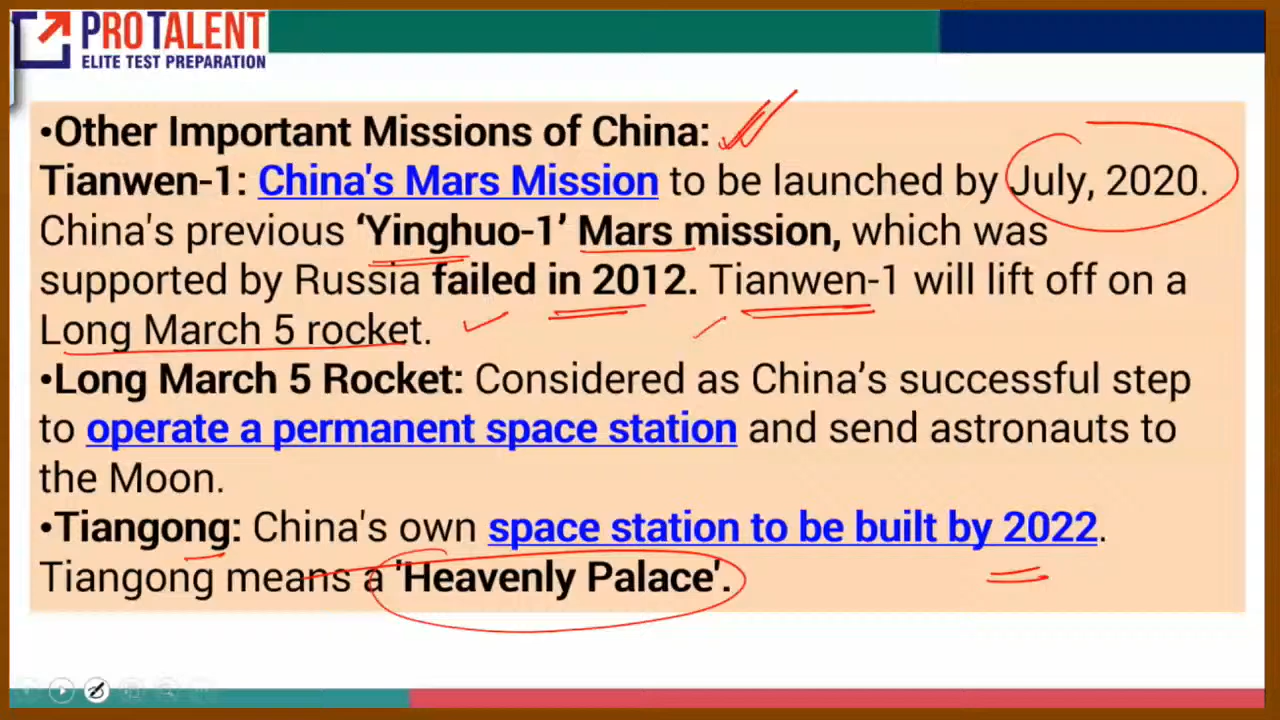 PROTALENT
ELITE TEST PREPARATION
•Other Important Missions of China:
Tianwen-1: China's Mars Mission to be launched by July, 2020.
China's previous ‘Yinghuo-1’ Mars mission, which was
supported by Russia failed in 2012. Tianwen-1 will lift off on a
Long March 5 rocket.
•Long March 5 Rocket: Considered as China’s successful step
to operate a permanent space station and send astronauts to
the Moon.
•Tiangong: China's own space station to be built by 2022.
Tiangong means a 'Heavenly Palace'.